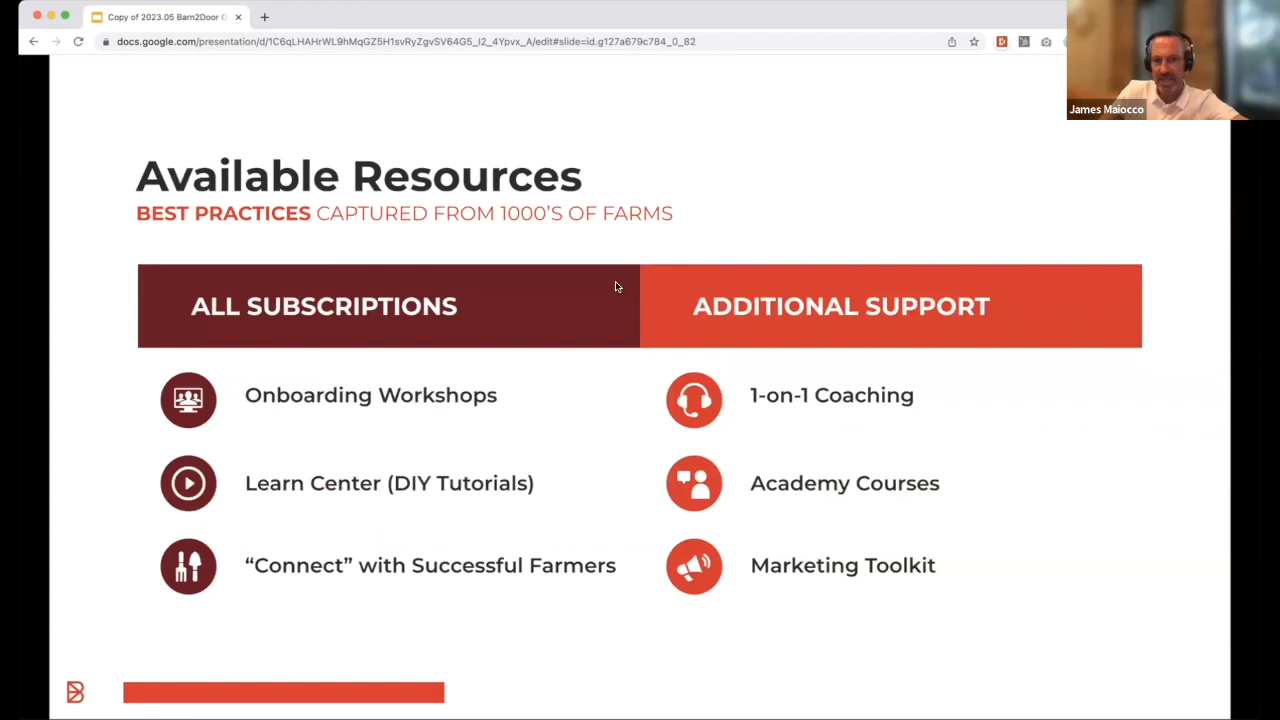 Copy of 2023.05 Barn2Door
docs.google.com/presentation/d/1C6qLHAHrWL9hMqGZ5H1svRyZgvSV64G5_I2_4Ypvx_A/edit#slide=id.g127a679c784_0_82
James Maiocco
Available Resources
BEST PRACTICES CAPTURED FROM 1000'S OF FARMS
ALL SUBSCRIPTIONS
ADDITIONAL SUPPORT
Onboarding Workshops
1-on-1 Coaching
Learn Center (DIY Tutorials)
Academy Courses
“Connect” with Successful Farmers
Marketing Toolkit